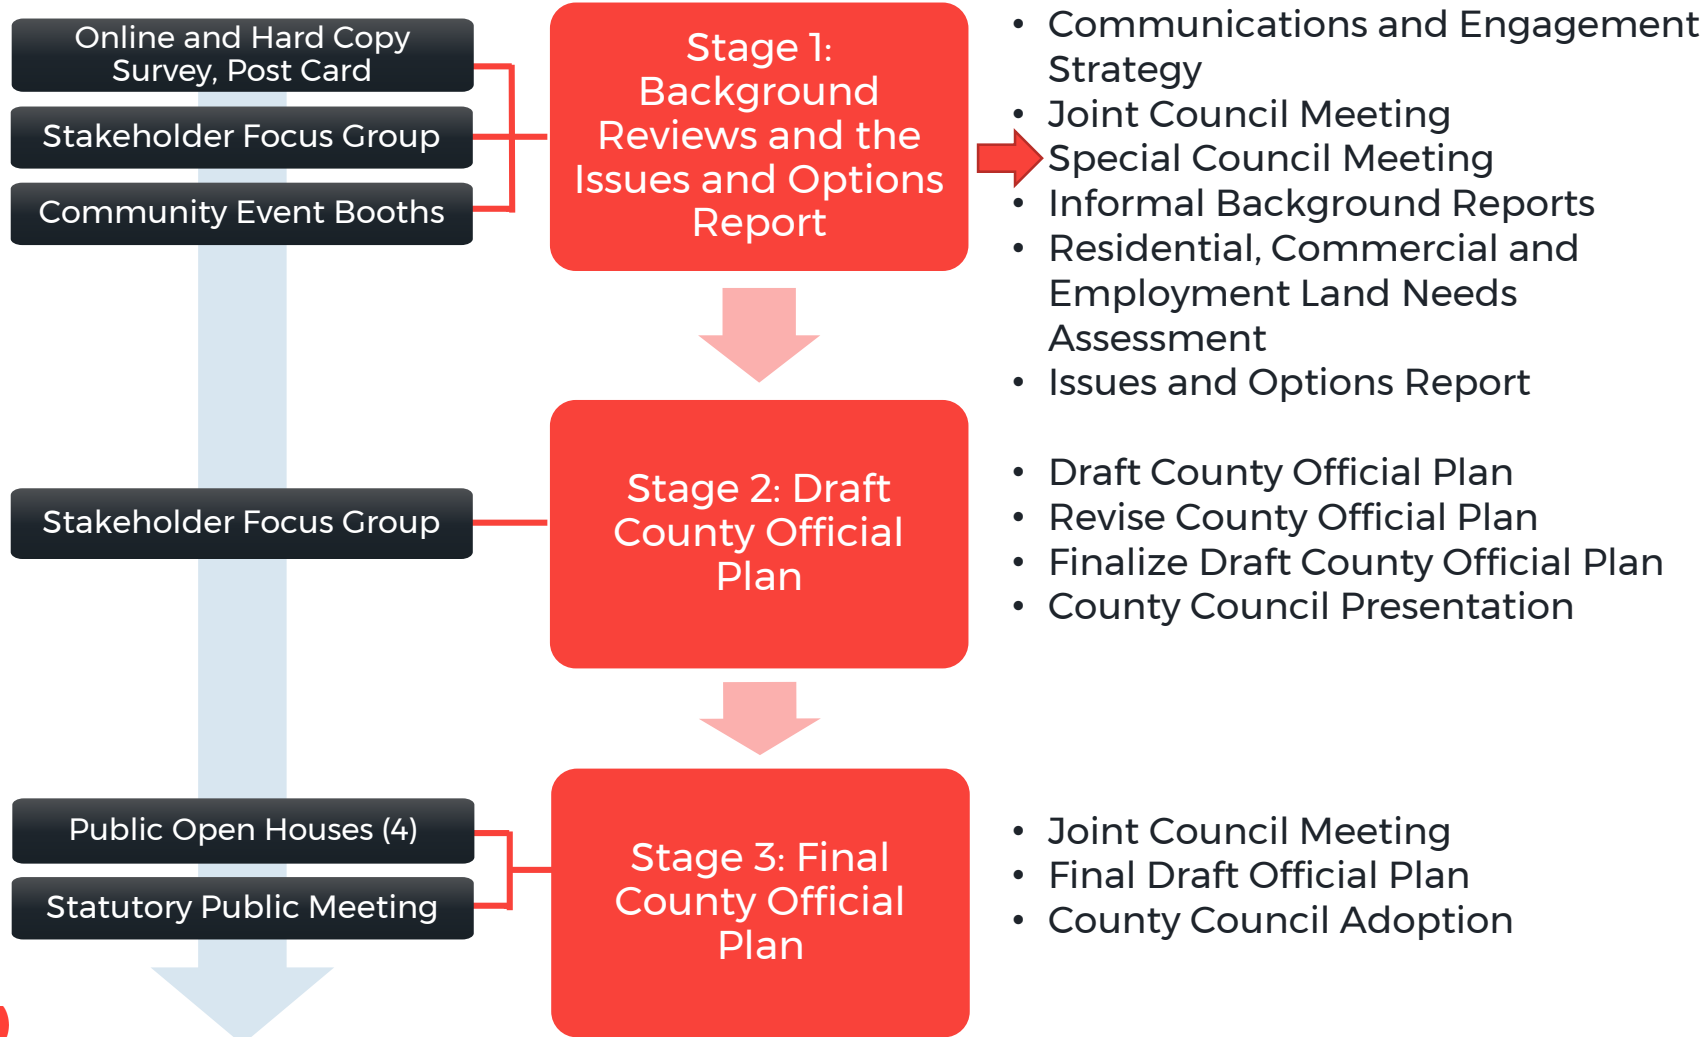 Online and Hard Copy
Survey, Post Card
Stakeholder Focus Group
Community Event Booths
Stage 1:
Background
Reviews and the
Issues and Options
Report
• Communications and Engagement
Strategy
• Joint Council Meeting
Special Council Meeting
• Informal Background Reports
• Residential, Commercial and
Employment Land Needs
Assessment
• Issues and Options Report
Stakeholder Focus Group
Stage 2: Draft
County Official
Plan
• Draft County Official Plan
• Revise County Official Plan
• Finalize Draft County Official Plan
• County Council Presentation
Public Open Houses (4)
Statutory Public Meeting
Stage 3: Final
County Official
Plan
• Joint Council Meeting
• Final Draft Official Plan
• County Council Adoption